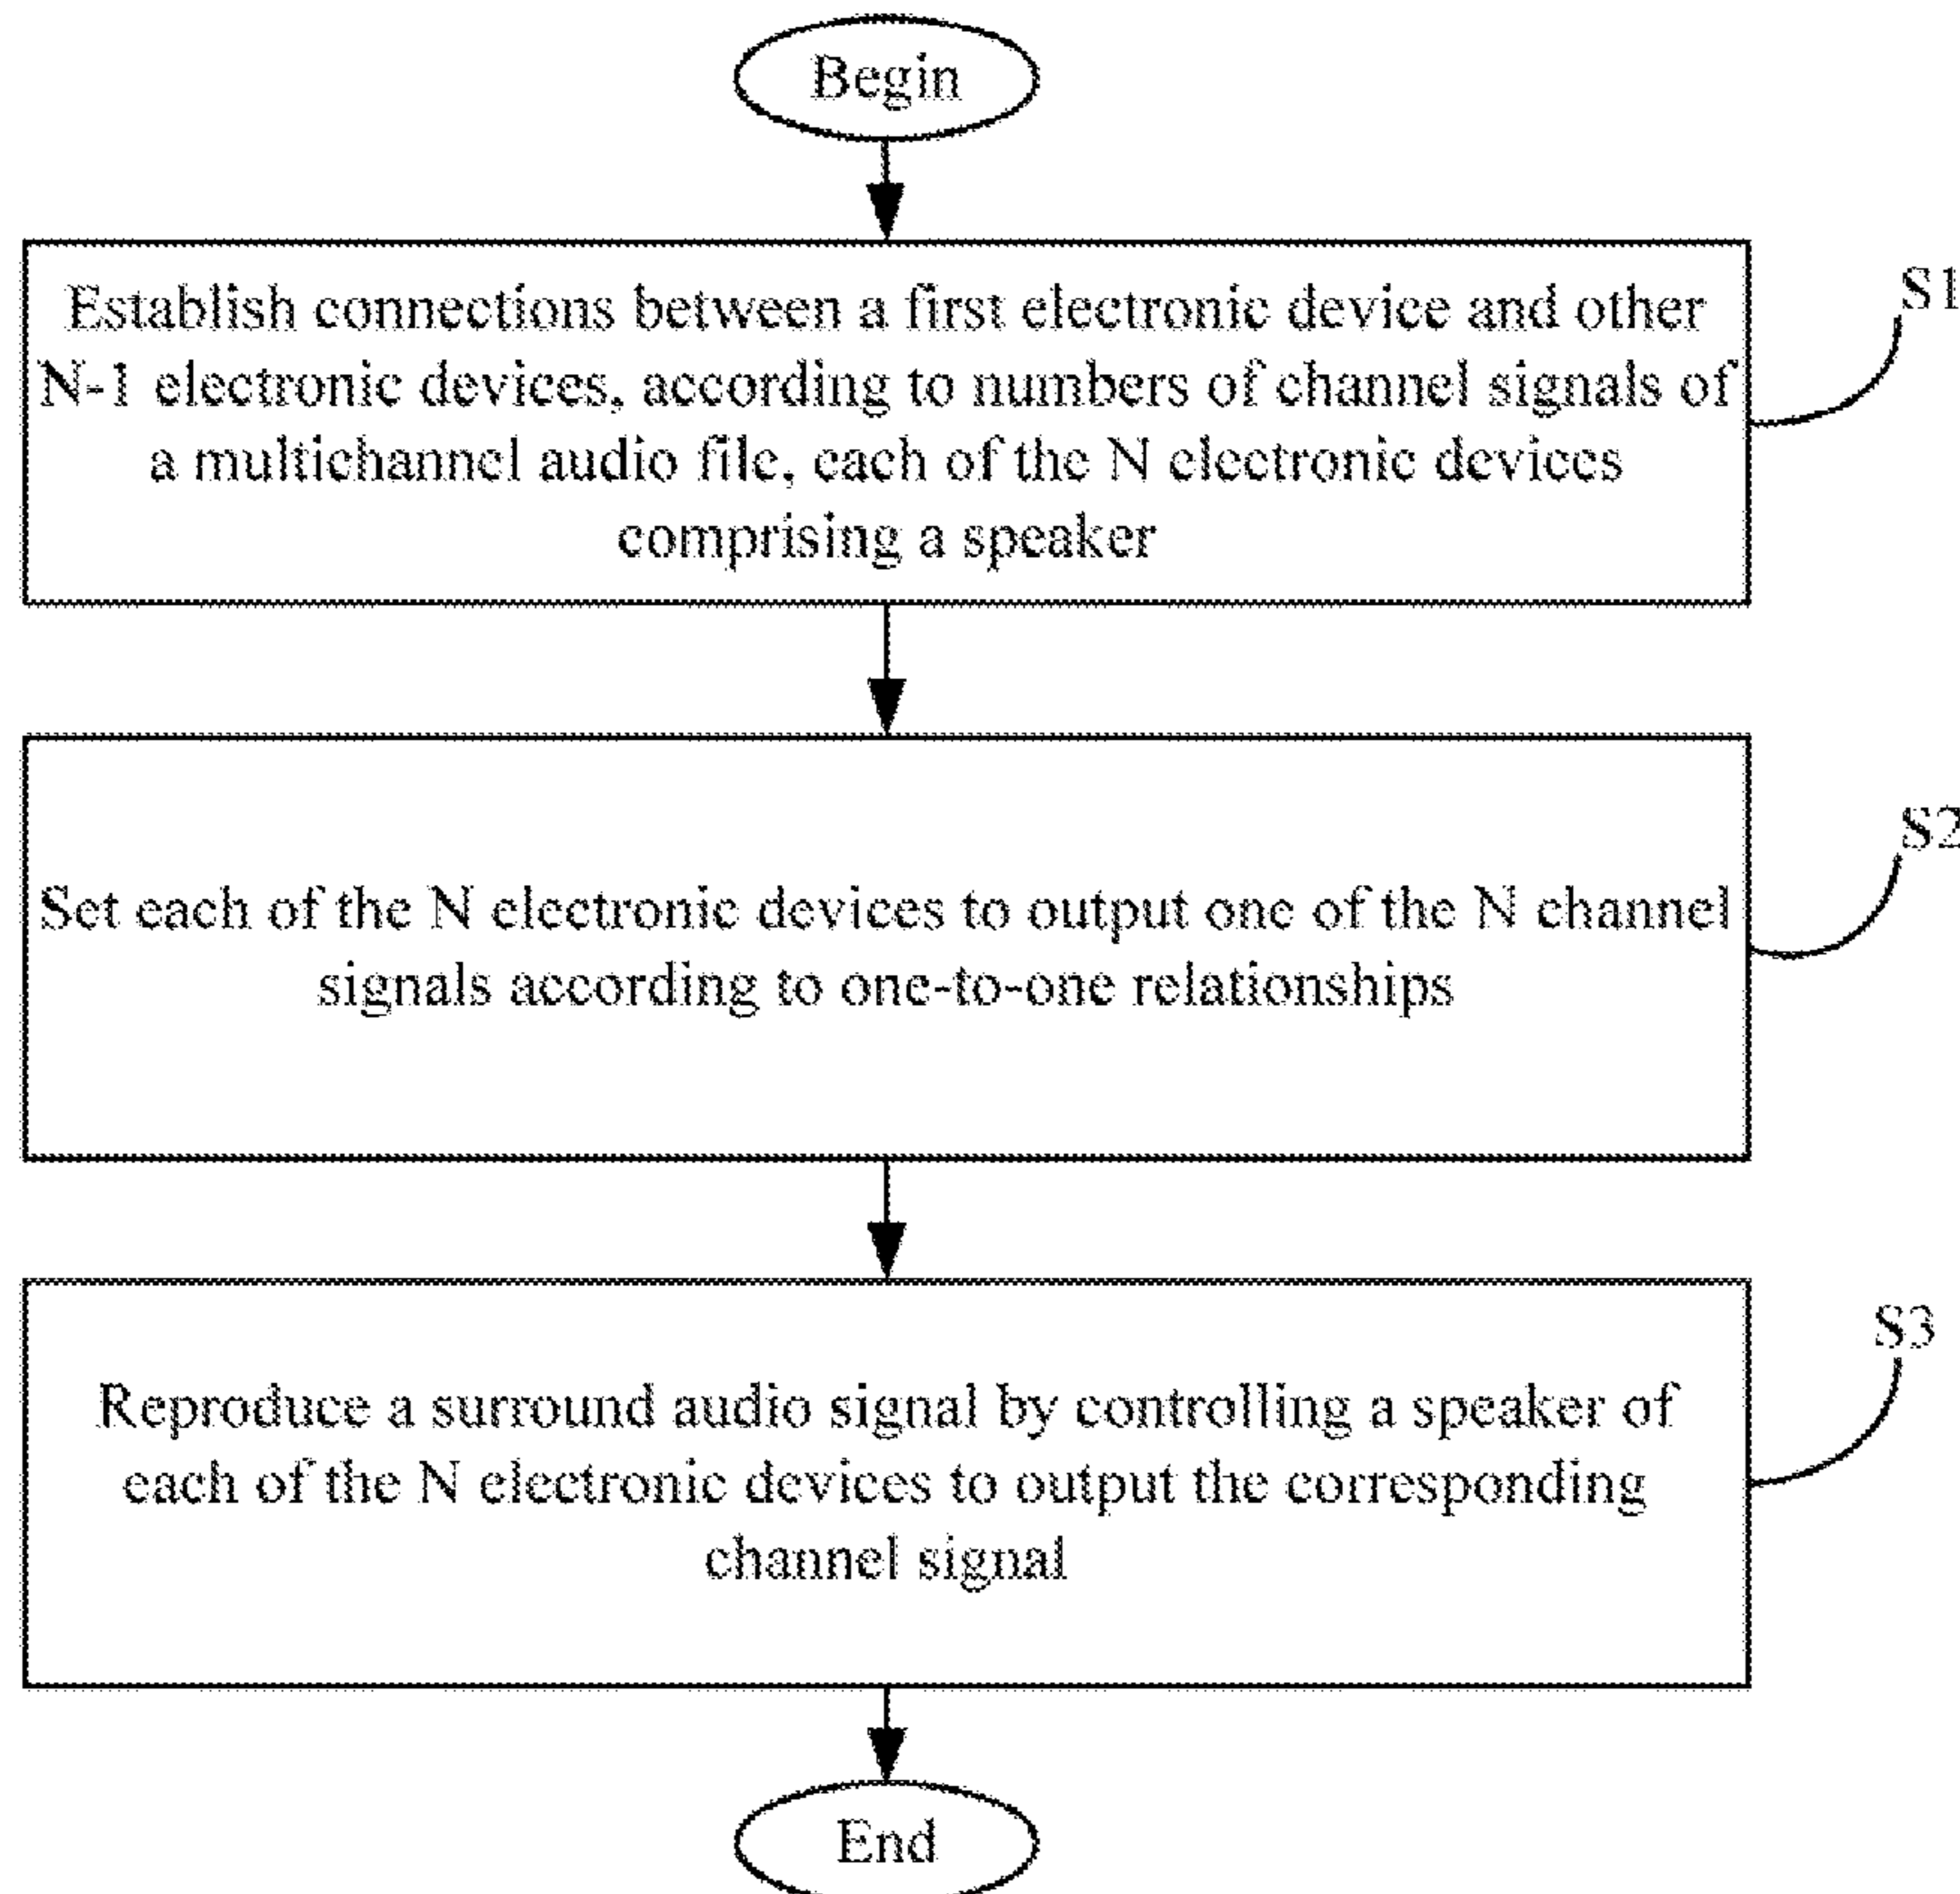 Begin
Establish connections between a first electronic device and other
N-1 electronic devices, according to numbers of channel signals of
a multichannel audio file, each of the N electronic devices
comprising a speaker
S1
Set each of the N electronic devices to output one of the N channel
signals according to one-to-one relationships
S2
Reproduce a surround audio signal by controlling a speaker of
each of the N electronic devices to output the corresponding
channel signal
S3
End